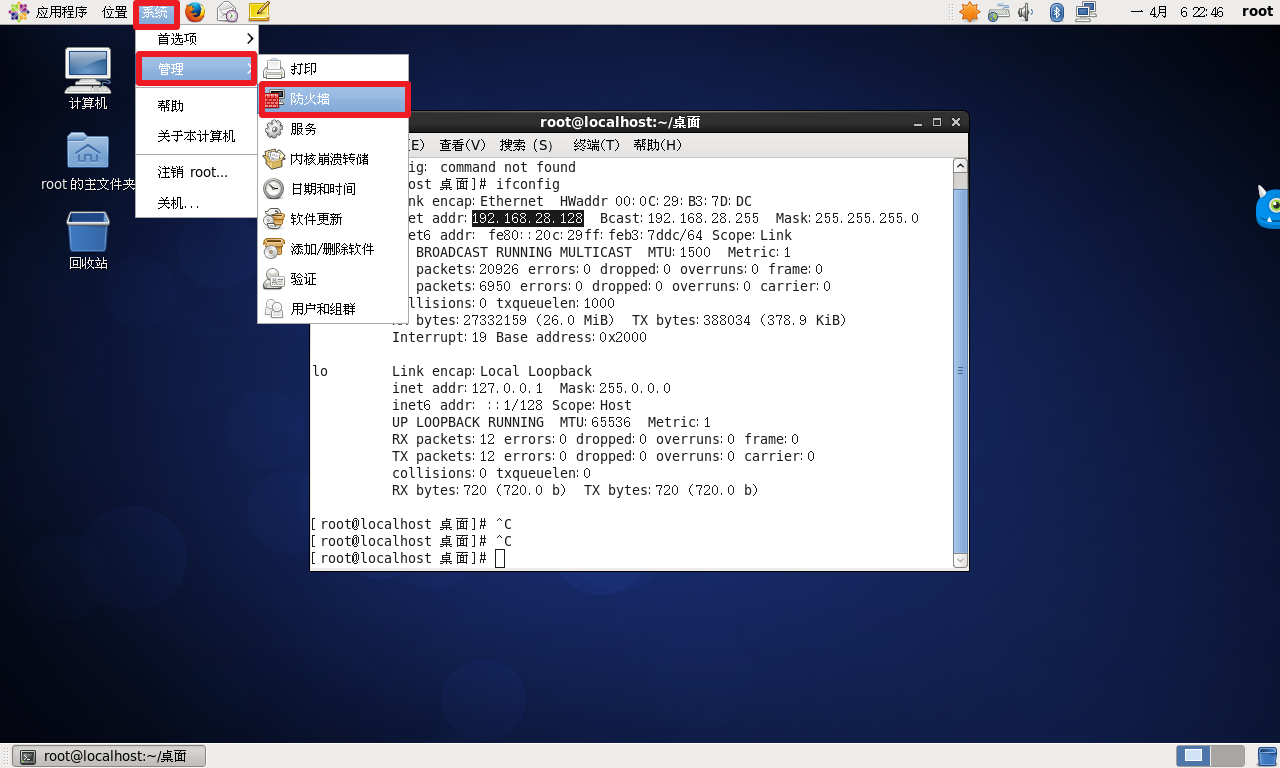 应用程序 位置 系统 一 4月 6 22:46 root
首选项
管理
帮助
关于本计算机
注销 root...
关机...
打印
防火墙
服务
内核崩溃转储
日期和时间
软件更新
添加/删除软件
验证
用户和组群
计算机
root 的主文件夹
回收站
root@localhost:~/桌面
(E) 查看(V) 搜索 (S) 终端(T) 帮助(H)
ig: command not found
host 桌面]# ifconfig
nk encap:Ethernet HWaddr 00:0C:29:B3:7D:DC
et addr:192.168.28.128 Bcast:192.168.28.255 Mask:255.255.255.0
et6 addr: fe80::20c:29ff:feb3:7ddc/64 Scope:Link
BROADCAST RUNNING MULTICAST MTU:1500 Metric:1
packets:20926 errors:0 dropped:0 overruns:0 frame:0
packets:6950 errors:0 dropped:0 overruns:0 carrier:0
collisions:0 txqueuelen:1000
RX bytes:27332159 (26.0 MiB) TX bytes:388034 (378.9 KiB)
Interrupt:19 Base address:0x2000
lo Link encap:Local Loopback
inet addr:127.0.0.1 Mask:255.0.0.0
inet6 addr: ::1/128 Scope:Host
UP LOOPBACK RUNNING MTU:65536 Metric:1
RX packets:12 errors:0 dropped:0 overruns:0 frame:0
TX packets:12 errors:0 dropped:0 overruns:0 carrier:0
collisions:0 txqueuelen:0
RX bytes:720 (720.0 b) TX bytes:720 (720.0 b)
[root@localhost 桌面]# ^C
[root@localhost 桌面]# ^C
[root@localhost 桌面]#
root@localhost:~/桌面